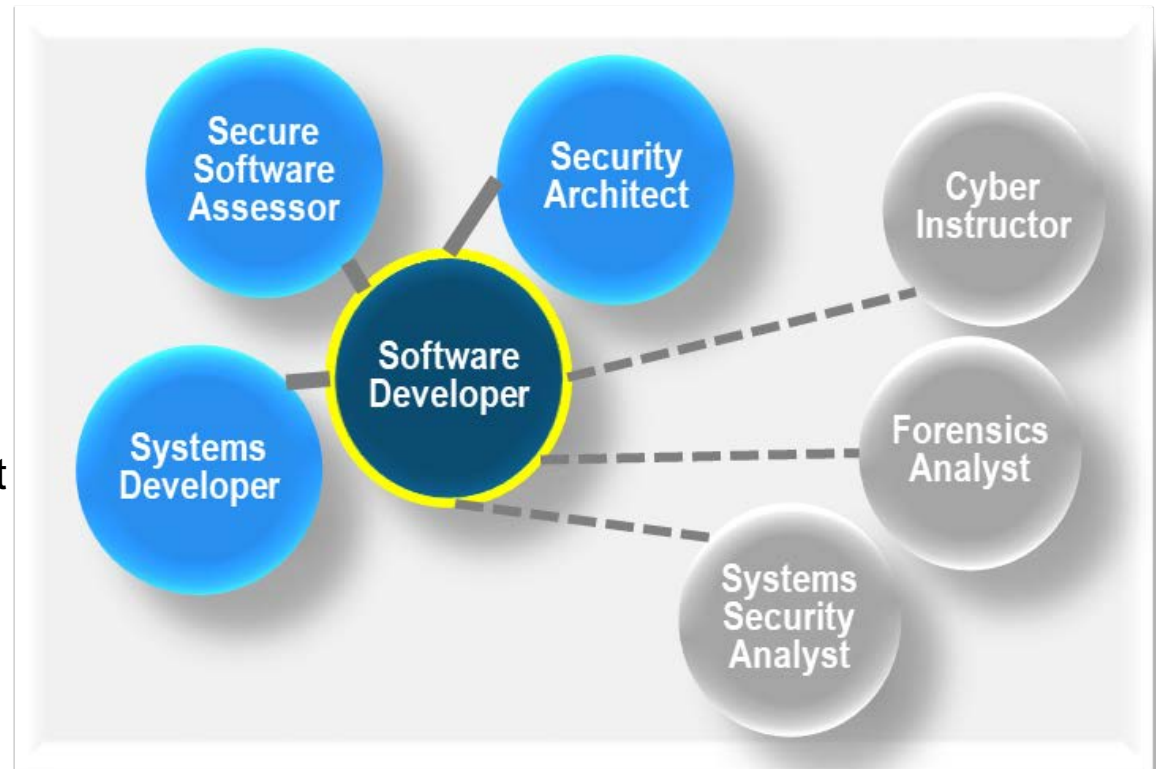 Secure
Software
Assessor
Security
Architect
Cyber
Instructor
Software
Developer
Systems
Developer
Forensics
Analyst
Systems
Security
Analyst
t